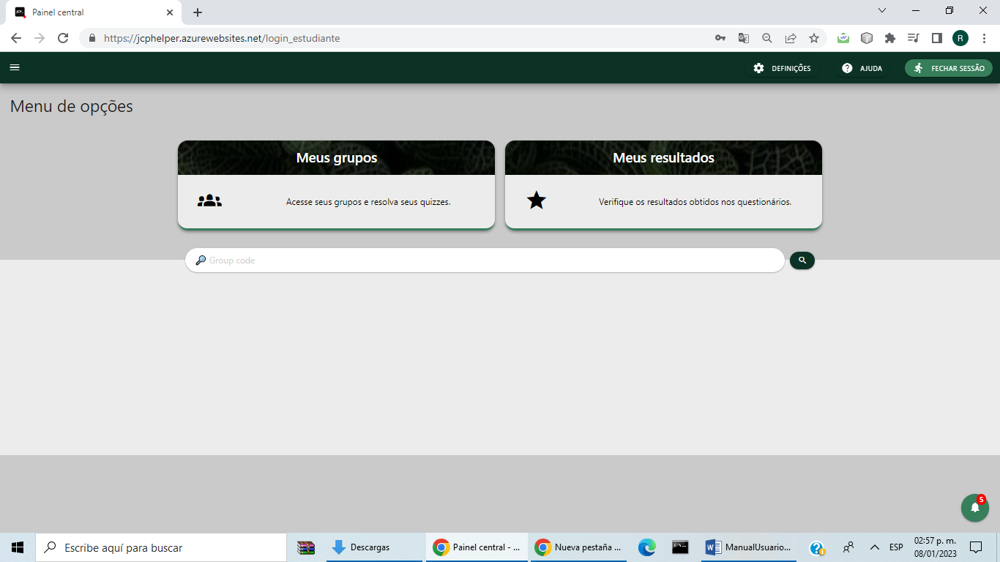 Painel central
https://jcphelper.azurewebsites.net/login_estudiante
R
DEFINIÇÕES
AJUDA
FECHAR SESSÃO
Menu de opções
Meus grupos
Meus resultados
Acesse seus grupos e resolva seus quizzes.
Verifique os resultados obtidos nos questionários.
Group code
5
Escribe aquí para buscar
Descargas
Painel central - ...
Nueva pestaña ...
ManualUsuario...
ESP
02:57 p. m.
08/01/2023